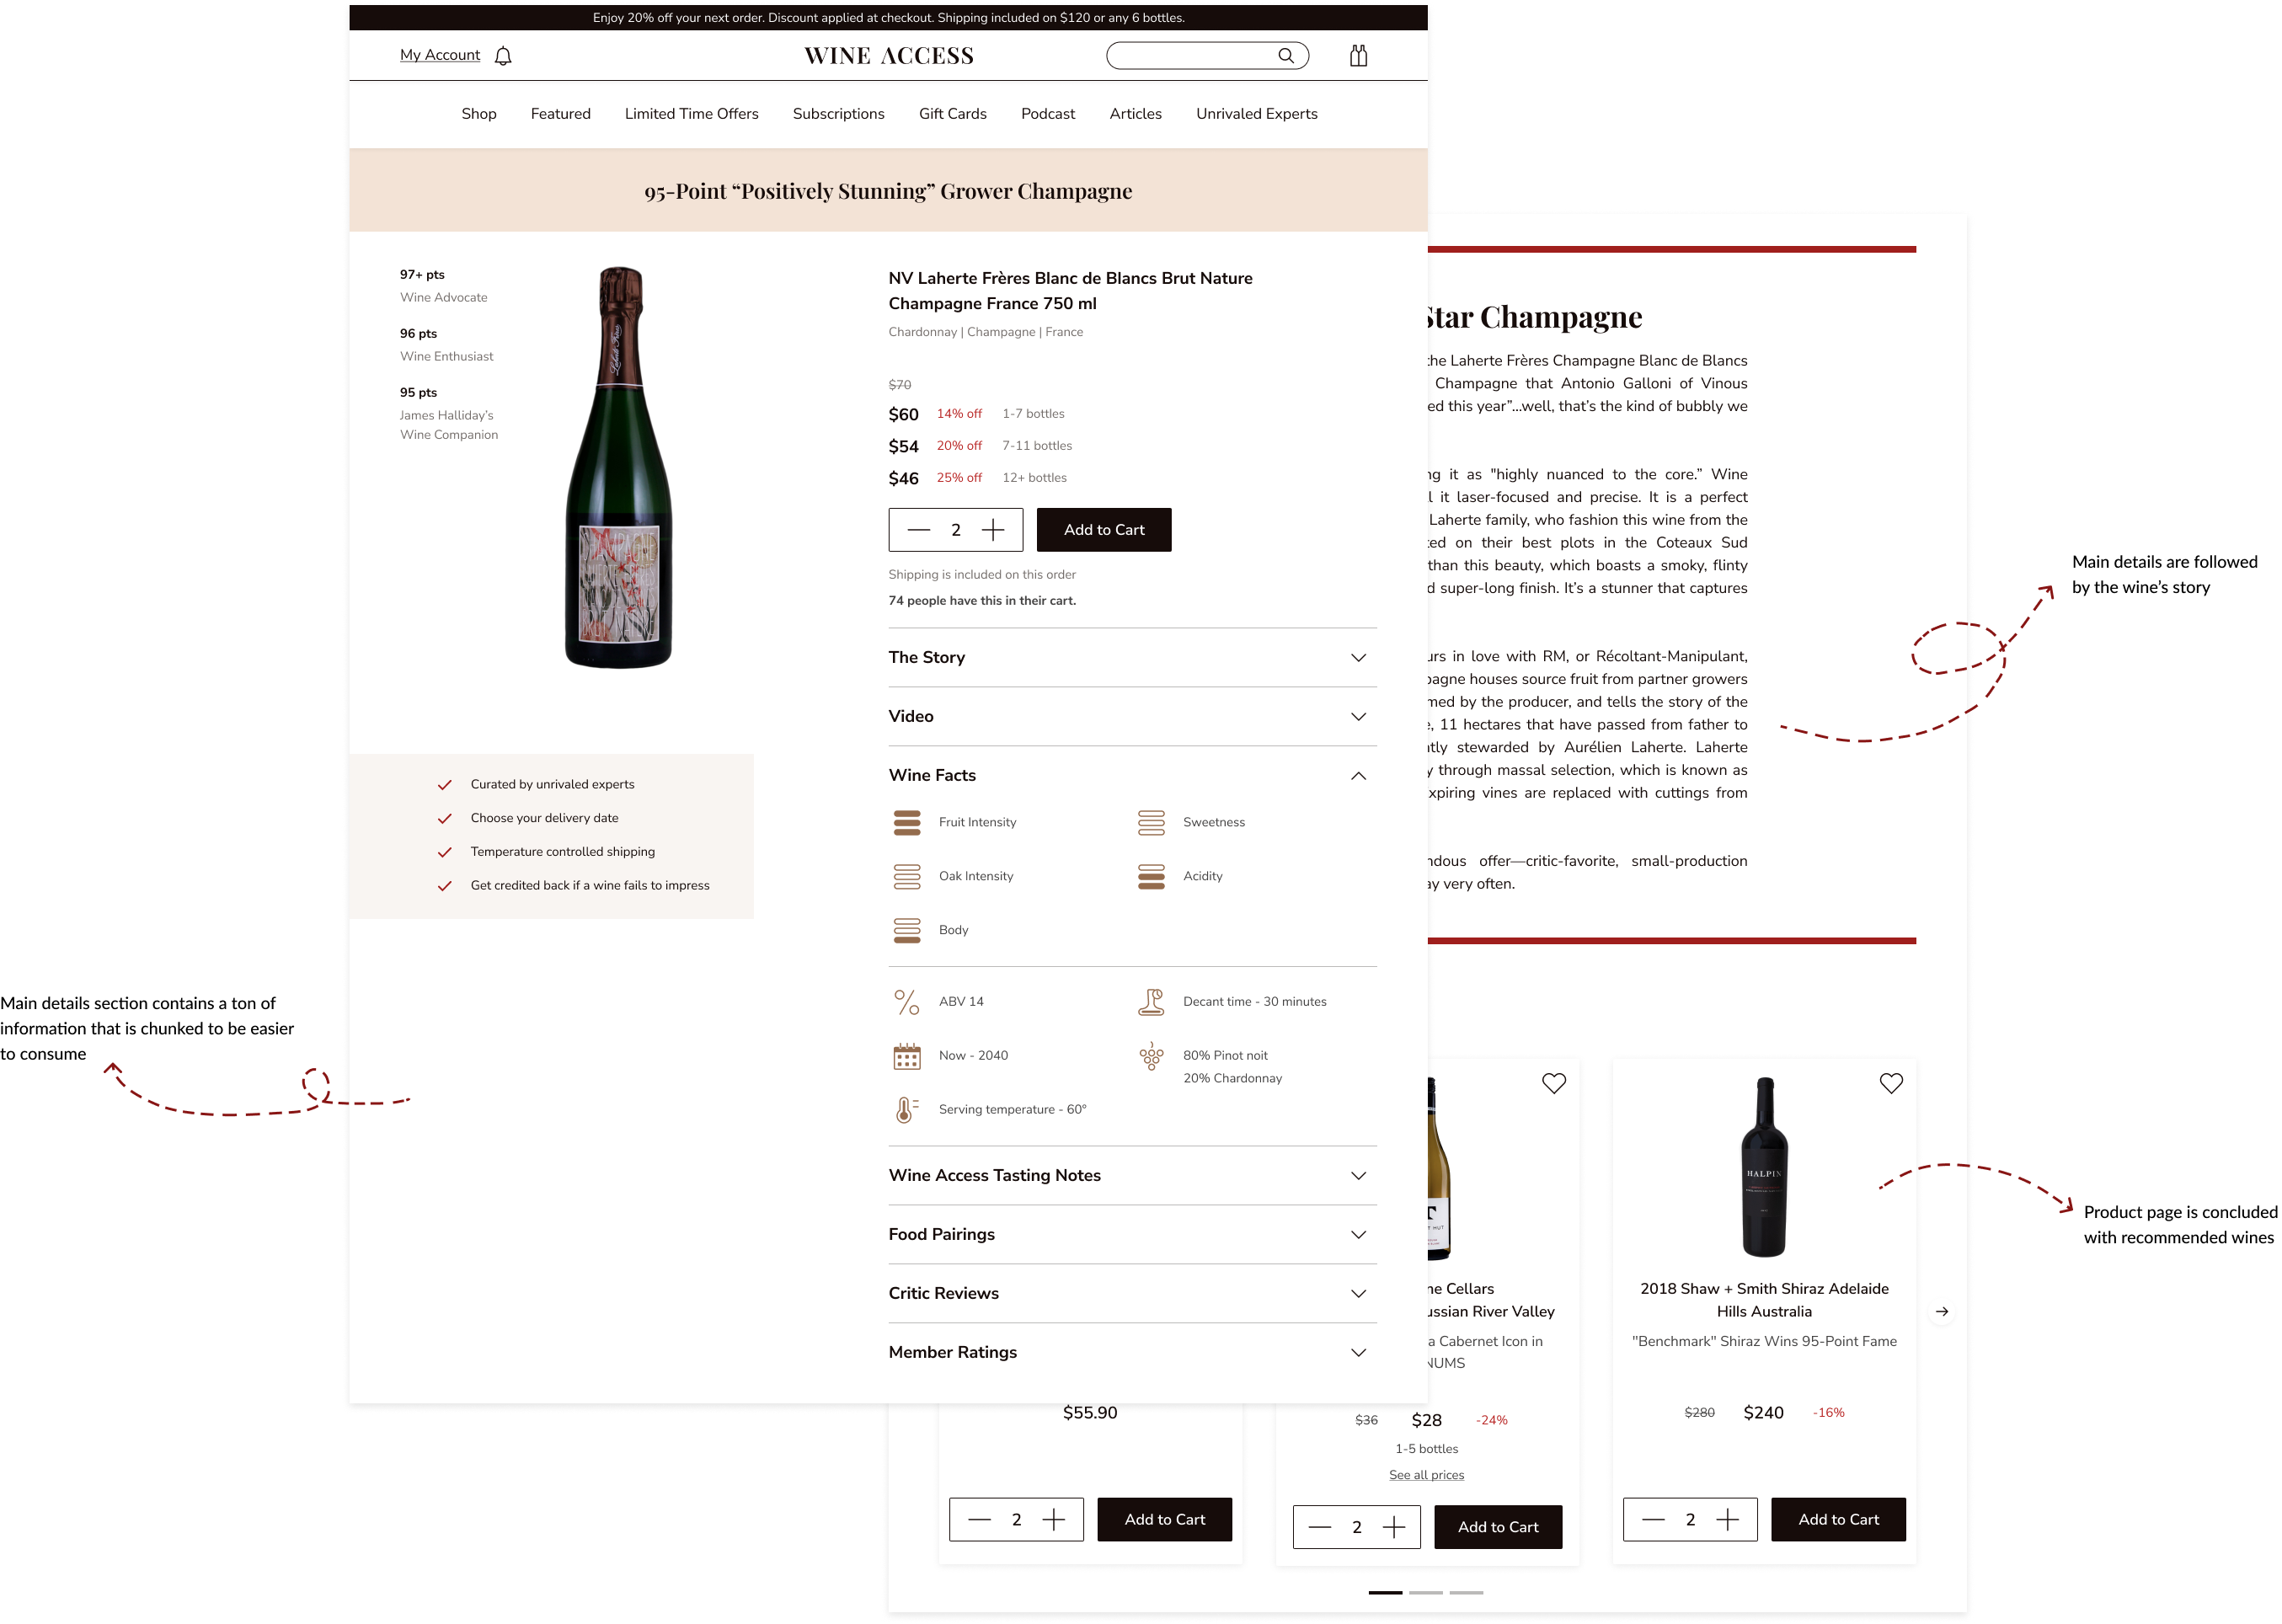 Enjoy 20% off your next order. Discount applied at checkout. Shipping included on $120 or any 6 bottles.
My Account
WINE ACCESS
Shop
Featured
Limited Time Offers
Subscriptions
Gift Cards
Podcast
Articles
Unrivaled Experts
95-Point “Positively Stunning” Grower Champagne
97+ pts
Wine Advocate
96 pts
Wine Enthusiast
95 pts
James Halliday’s
Wine Companion
NV Laherte Frères Blanc de Blancs Brut Nature
Champagne France 750 ml
Chardonnay | Champagne | France
$70
$60 14% off 1-7 bottles
$54 20% off 7-11 bottles
$46 25% off 12+ bottles
2
Add to Cart
Shipping is included on this order
74 people have this in their cart.
The Story
Video
Wine Facts
Fruit Intensity
Sweetness
Oak Intensity
Acidity
Body
ABV 14
Decant time - 30 minutes
Now - 2040
80% Pinot noit
20% Chardonnay
Serving temperature - 60°
Wine Access Tasting Notes
Food Pairings
Critic Reviews
Member Ratings
Curated by unrivaled experts
Choose your delivery date
Temperature controlled shipping
Get credited back if a wine fails to impress
Main details section contains a ton of
information that is chunked to be easier
to consume
Star Champagne
the Laherte Frères Champagne Blanc de Blancs
Champagne that Antonio Galloni of Vinous
ed this year”...well, that’s the kind of bubbly we
ng it as "highly nuanced to the core.” Wine
l it laser-focused and precise. It is a perfect
Laherte family, who fashion this wine from the
ted on their best plots in the Coteaux Sud
than this beauty, which boasts a smoky, flinty
d super-long finish. It’s a stunner that captures
urs in love with RM, or Récoltant-Manipulant,
pagne houses source fruit from partner growers
med by the producer, and tells the story of the
e, 11 hectares that have passed from father to
ntly stewarded by Aurélien Laherte. Laherte
y through massal selection, which is known as
xpiring vines are replaced with cuttings from
ndous offer—critic-favorite, small-production
ay very often.
Main details are followed
by the wine’s story
HALPIN
ne Cellars
ussian River Valley
a Cabernet Icon in
NUMS
2018 Shaw + Smith Shiraz Adelaide
Hills Australia
"Benchmark" Shiraz Wins 95-Point Fame
Product page is concluded
with recommended wines
$55.90
$36 $28 -24%
1-5 bottles
See all prices
$280 $240 -16%
2
Add to Cart
2
Add to Cart
2
Add to Cart